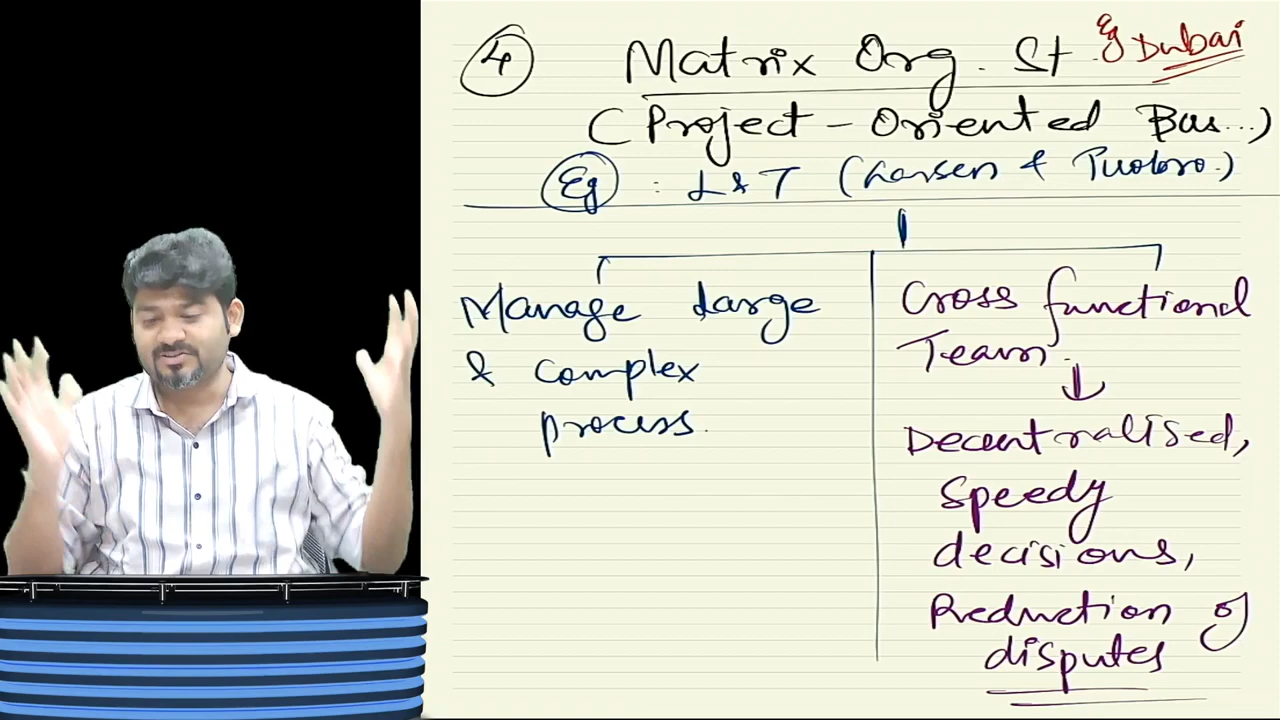 4 Matrix Org. St. eg Dubai
(Project-Oriented Bus...)
Eg : L & T (Larsen & Tuobro.)
Manage Large
& complex
process.
Cross functional
Team.
↓
Decentralised,
Speedy
decisions,
Reduction of
disputes